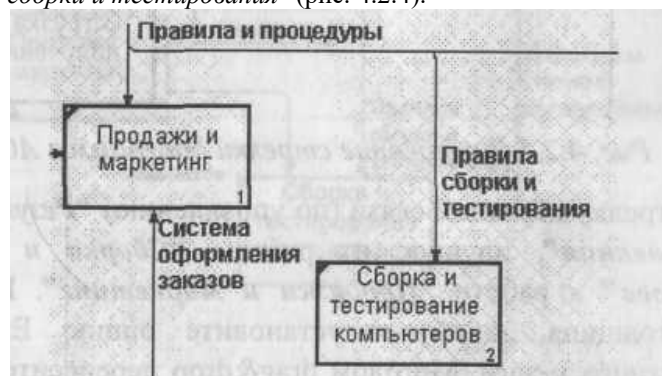 сборки и тестирования" (рис. 4.2.4).
Правила и процедуры
Продажи и
маркетинг
1
Правила
сборки и
тестирования
Система
оформления
заказов
Сборка и
тестирование
компьютеров
2